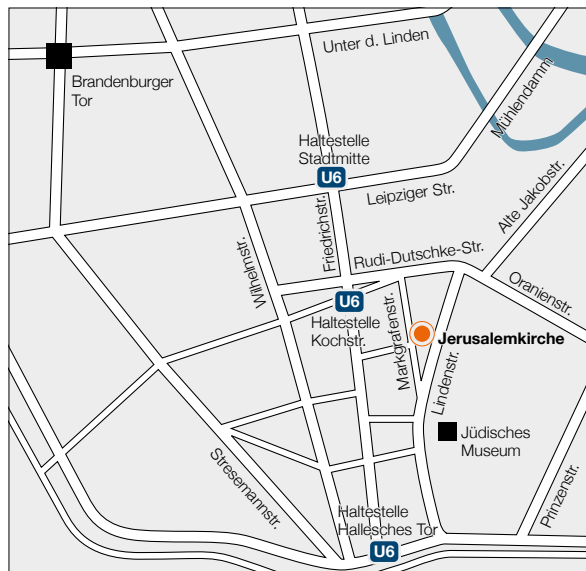 Unter d. Linden
Brandenburger
Tor
Mühlendamm
Haltestelle
Stadtmitte
U6
Leipziger Str.
Alte Jakobstr.
Wilhelmstr.
Friedrichstr.
Rudi-Dutschke-Str.
Oranienstr.
U6
Haltestelle
Kochstr.
Markgrafenstr.
Jerusalemkirche
Lindenstr.
Jüdisches
Museum
Stresemannstr.
Prinzenstr.
Haltestelle
Hallesches Tor
U6